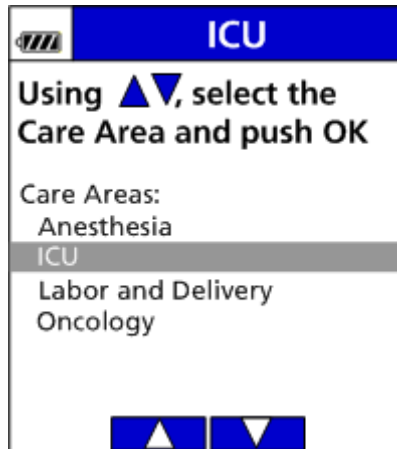 ICU
Using ▲▼, select the
Care Area and push OK
Care Areas:
Anesthesia
ICU
Labor and Delivery
Oncology